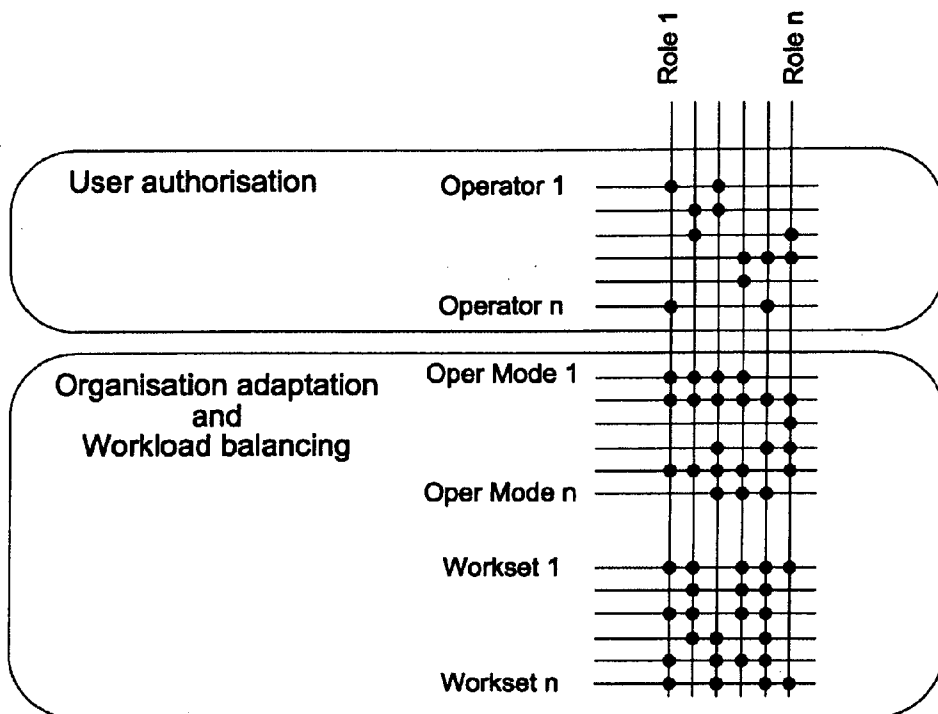 Role 1
Role n
User authorisation
Operator 1
Operator n
Organisation adaptation
and
Workload balancing
Oper Mode 1
Oper Mode n
Workset 1
Workset n